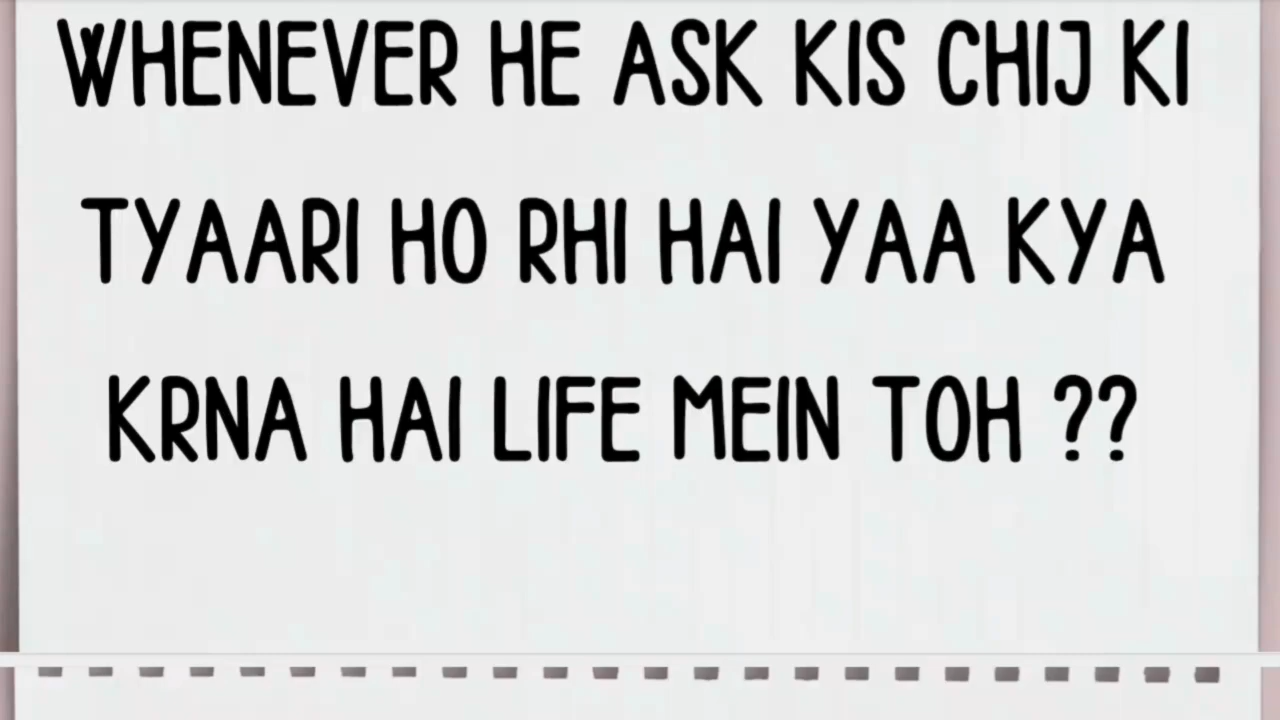 WHENEVER HE ASK KIS CHIJ KI
TYAARI HO RHI HAI YAA KYA
KRNA HAI LIFE MEIN TOH ??